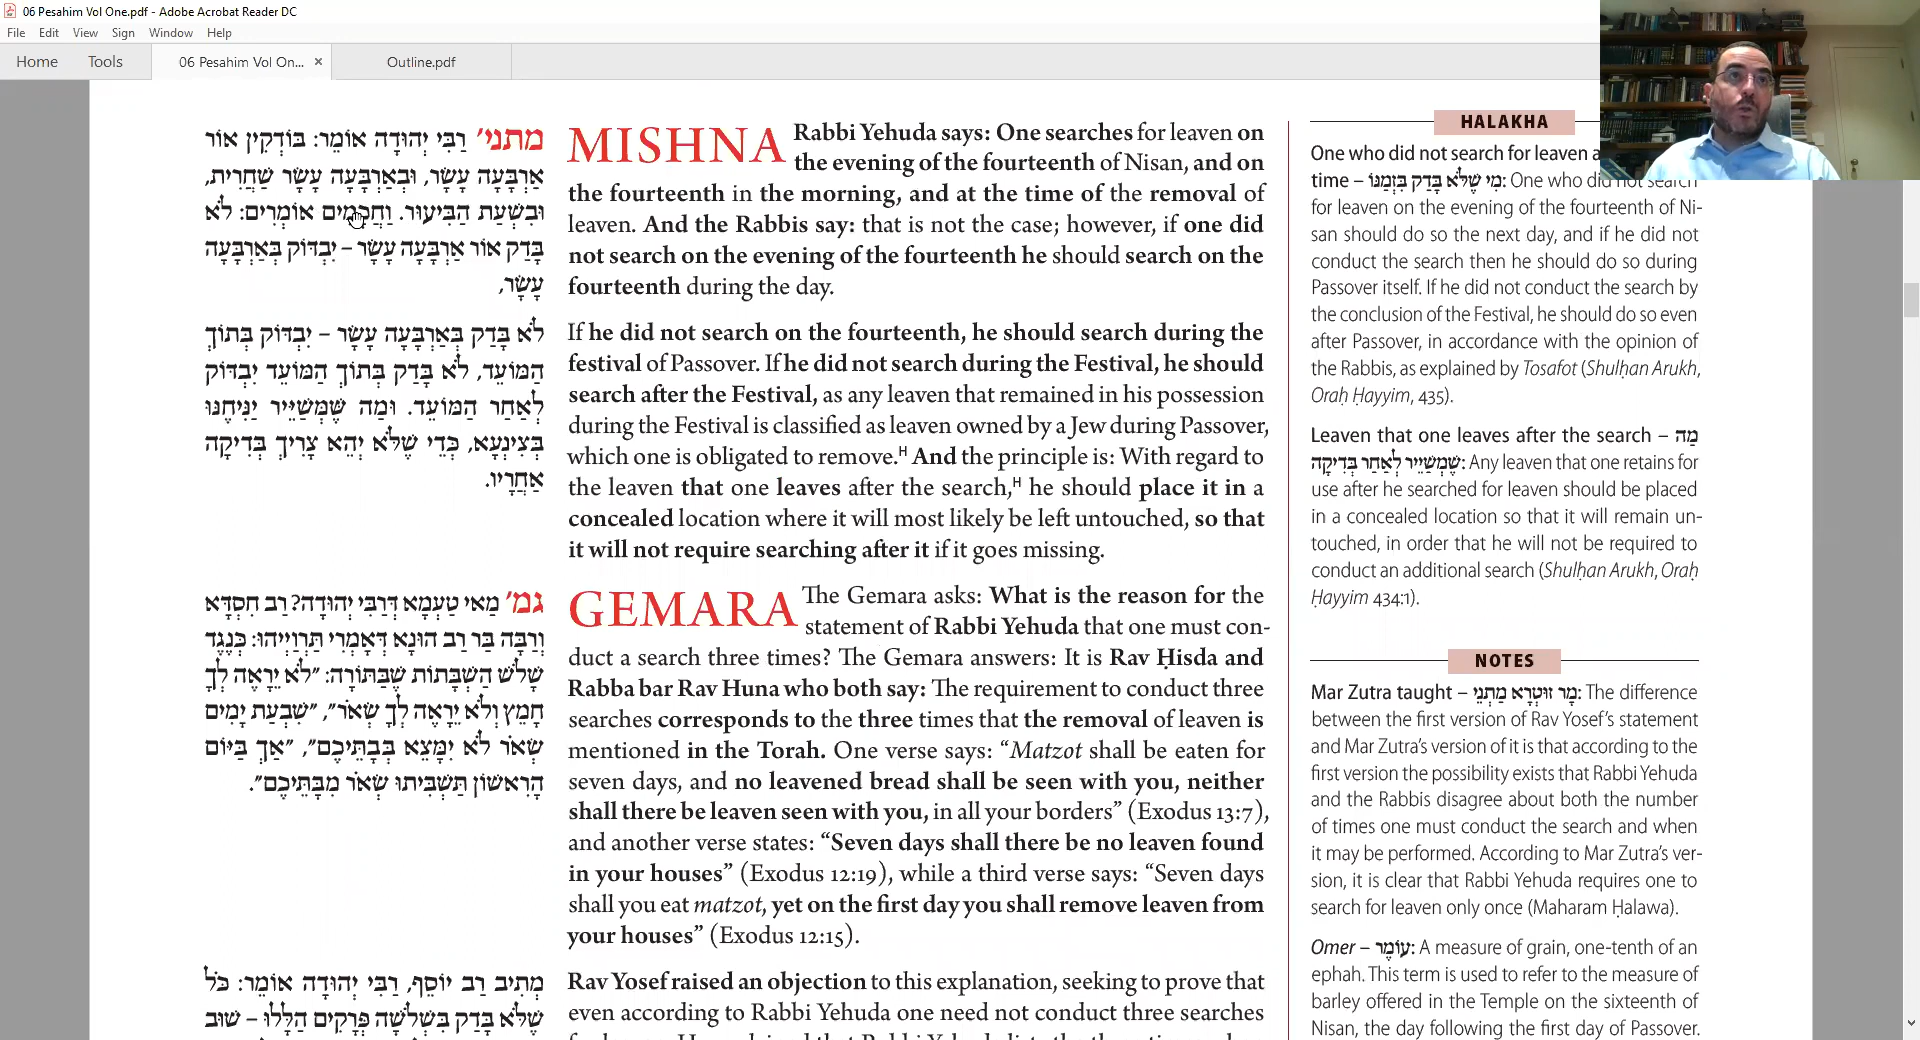 06 Pesahim Vol One.pdf - Adobe Acrobat Reader DC
File Edit View Sign Window Help
Home Tools 06 Pesahim Vol On... × Outline.pdf
מתני׳ רַבִּי יְהוּדָה אוֹמֵר: בּוֹדְקִין אוֹר
אַרְבָּעָה עָשָׂר, וּבְאַרְבָּעָה עָשָׂר שַׁחֲרִית,
וּבִשְׁעַת הַבִּיעוּר. וַחֲכָמִים אוֹמְרִים: לֹא
בָּדַק אוֹר אַרְבָּעָה עָשָׂר – יִבְדּוֹק בְּאַרְבָּעָה
עָשָׂר,
לֹא בָּדַק בְּאַרְבָּעָה עָשָׂר – יִבְדּוֹק בְּתוֹךְ
הַמּוֹעֵד, לֹא בָּדַק בְּתוֹךְ הַמּוֹעֵד יִבְדּוֹק
לְאַחַר הַמּוֹעֵד. וּמַה שֶּׁמְּשַׁיֵּיר יַנִּיחֶנּוּ
בְּצִינְעָא, כְּדֵי שֶׁלֹּא יְהֵא צָרִיךְ בְּדִיקָה
אַחֲרָיו.
גמ׳ מַאי טַעְמָא דְּרַבִּי יְהוּדָה? רַב חִסְדָּא
וְרַבָּה בַּר רַב הוּנָא דְּאָמְרִי תַּרְוַיְיהוּ: כְּנֶגֶד
שָׁלֹשׁ הַשְׁבָּתוֹת שֶׁבַּתּוֹרָה: ״לֹא יֵרָאֶה לְךָ
חָמֵץ וְלֹא יֵרָאֶה לְךָ שְׂאֹר״, ״שִׁבְעַת יָמִים
שְׂאֹר לֹא יִמָּצֵא בְּבָתֵּיכֶם״, ״אַךְ בַּיּוֹם
הָרִאשׁוֹן תַּשְׁבִּיתוּ שְׂאֹר מִבָּתֵּיכֶם״.
מְתִיב רַב יוֹסֵף, רַבִּי יְהוּדָה אוֹמֵר: כֹּל
שֶׁלֹּא בָּדַק בִּשְׁלֹשָׁה פְּרָקִים הַלָּלוּ – שׁוּב
MISHNA Rabbi Yehuda says: One searches for leaven on
the evening of the fourteenth of Nisan, and on
the fourteenth in the morning, and at the time of the removal of
leaven. And the Rabbis say: that is not the case; however, if one did
not search on the evening of the fourteenth he should search on the
fourteenth during the day.
If he did not search on the fourteenth, he should search during the
festival of Passover. If he did not search during the Festival, he should
search after the Festival, as any leaven that remained in his possession
during the Festival is classified as leaven owned by a Jew during Passover,
which one is obligated to remove.ᴴ And the principle is: With regard to
the leaven that one leaves after the search,ᴴ he should place it in a
concealed location where it will most likely be left untouched, so that
it will not require searching after it if it goes missing.
GEMARA The Gemara asks: What is the reason for the
statement of Rabbi Yehuda that one must con-
duct a search three times? The Gemara answers: It is Rav Ḥisda and
Rabba bar Rav Huna who both say: The requirement to conduct three
searches corresponds to the three times that the removal of leaven is
mentioned in the Torah. One verse says: “Matzot shall be eaten for
seven days, and no leavened bread shall be seen with you, neither
shall there be leaven seen with you, in all your borders” (Exodus 13:7),
and another verse states: “Seven days shall there be no leaven found
in your houses” (Exodus 12:19), while a third verse says: “Seven days
shall you eat matzot, yet on the first day you shall remove leaven from
your houses” (Exodus 12:15).
Rav Yosef raised an objection to this explanation, seeking to prove that
even according to Rabbi Yehuda one need not conduct three searches
HALAKHA
One who did not search for leaven a
time – מִי שֶׁלֹּא בָּדַק בִּזְמַנּוֹ: One who did not search
for leaven on the evening of the fourteenth of Ni-
san should do so the next day, and if he did not
conduct the search then he should do so during
Passover itself. If he did not conduct the search by
the conclusion of the Festival, he should do so even
after Passover, in accordance with the opinion of
the Rabbis, as explained by Tosafot (Shulḥan Arukh,
Oraḥ Ḥayyim, 435).
Leaven that one leaves after the search – מַה
שֶּׁמְּשַׁיֵּיר לְאַחַר בְּדִיקָה: Any leaven that one retains for
use after he searched for leaven should be placed
in a concealed location so that it will remain un-
touched, in order that he will not be required to
conduct an additional search (Shulḥan Arukh, Oraḥ
Ḥayyim 434:1).
NOTES
Mar Zutra taught – מָר זוּטְרָא מַתְנֵי: The difference
between the first version of Rav Yosef’s statement
and Mar Zutra’s version of it is that according to the
first version the possibility exists that Rabbi Yehuda
and the Rabbis disagree about both the number
of times one must conduct the search and when
it may be performed. According to Mar Zutra’s ver-
sion, it is clear that Rabbi Yehuda requires one to
search for leaven only once (Maharam Ḥalawa).
Omer – עוֹמֶר: A measure of grain, one-tenth of an
ephah. This term is used to refer to the measure of
barley offered in the Temple on the sixteenth of
Nisan, the day following the first day of Passover.